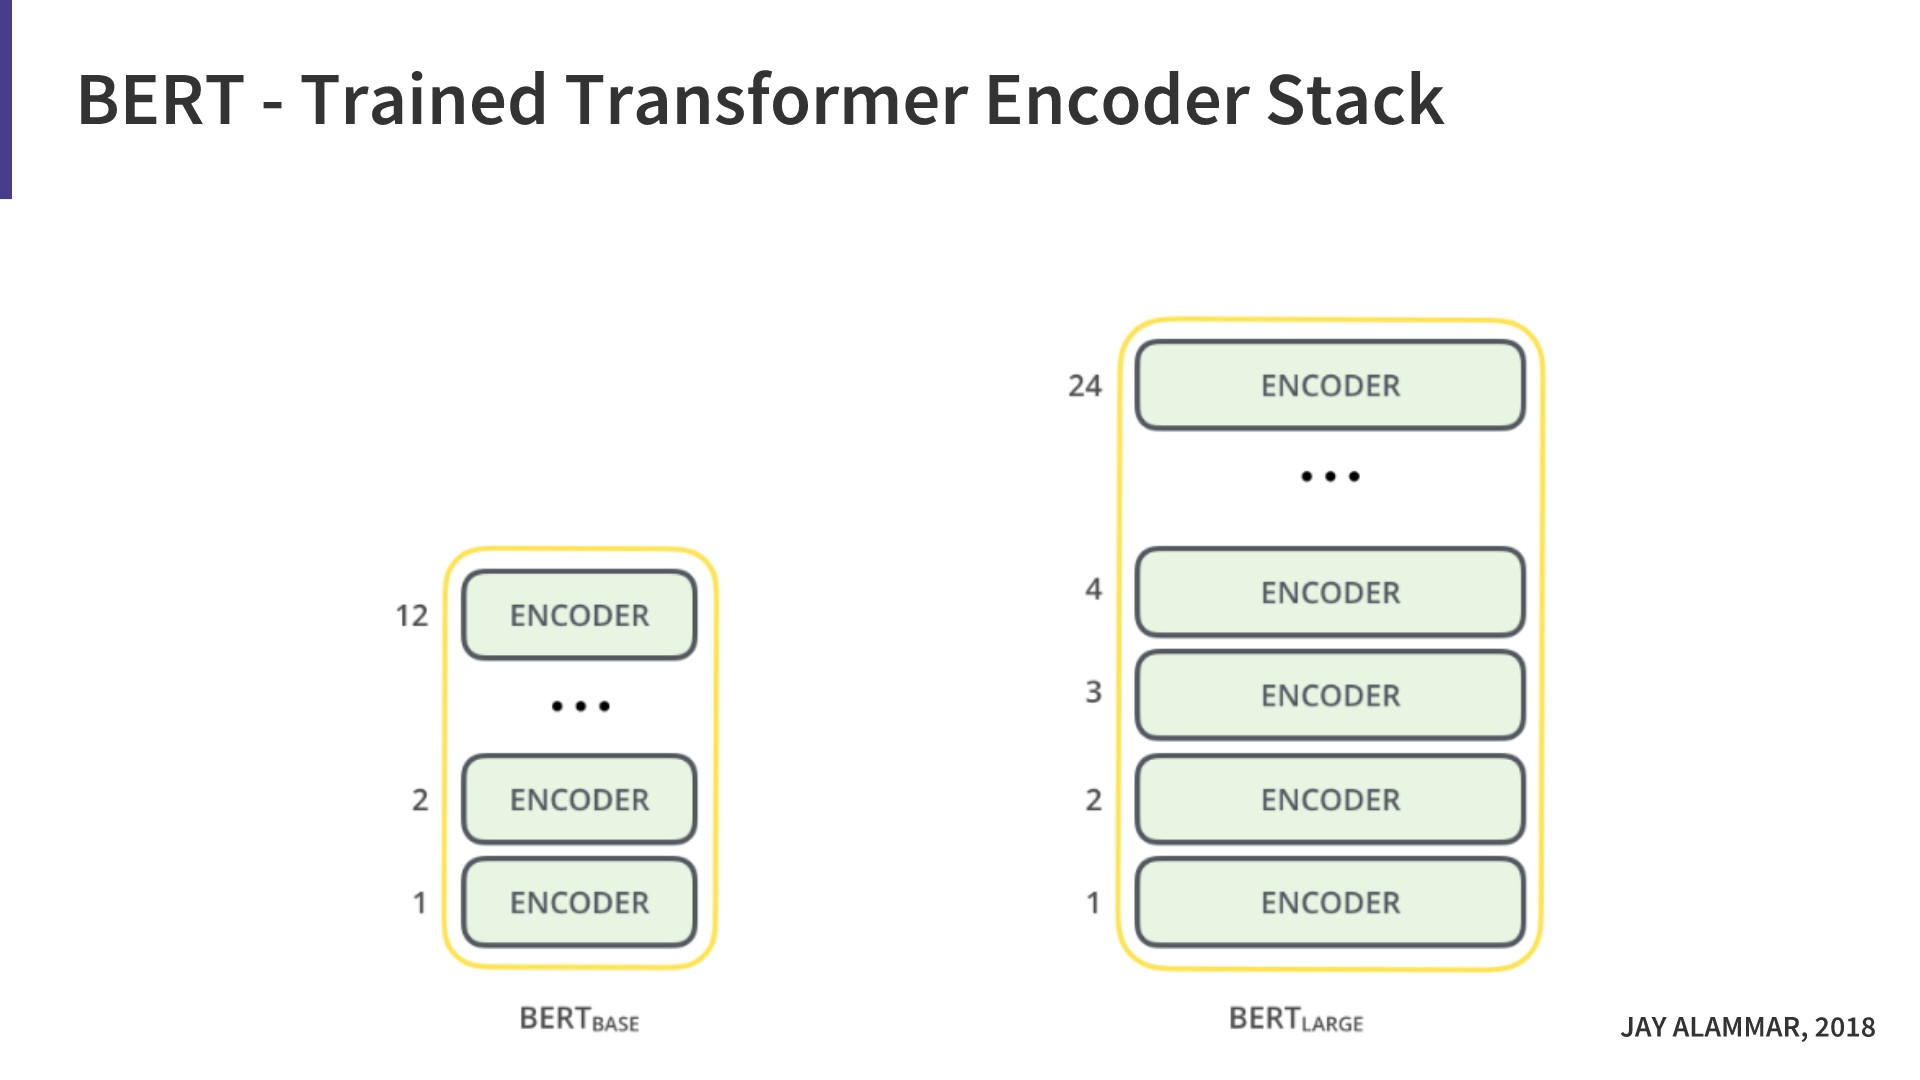 BERT - Trained Transformer Encoder Stack
12
ENCODER
...
2
ENCODER
1
ENCODER
BERTBASE
24
ENCODER
...
4
ENCODER
3
ENCODER
2
ENCODER
1
ENCODER
BERTLARGE
JAY ALAMMAR, 2018